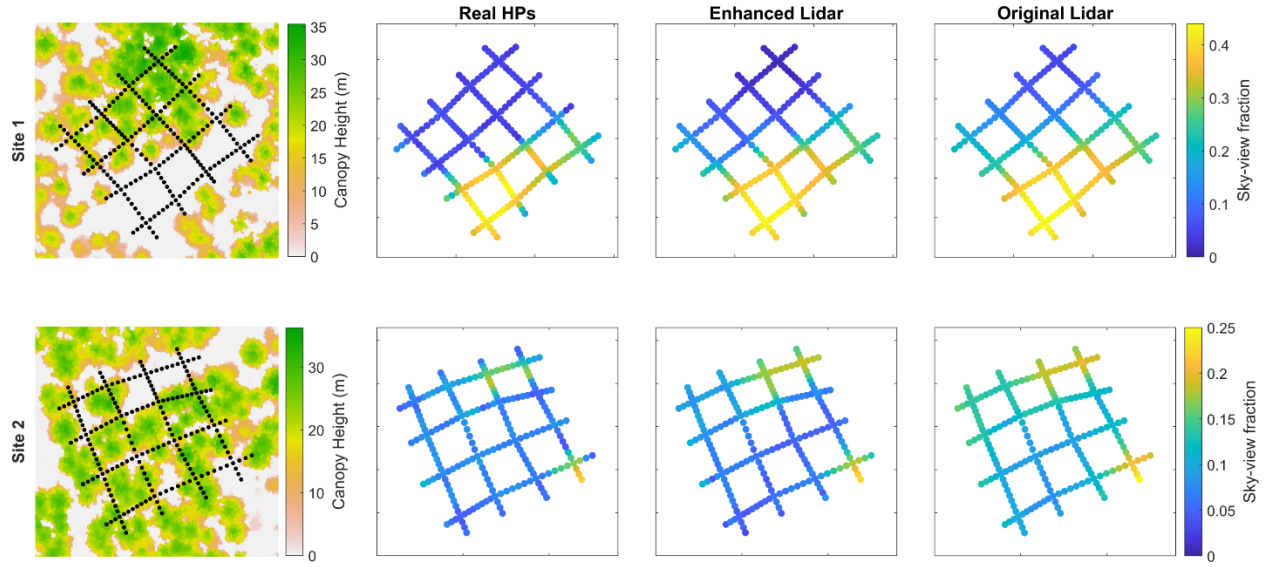 Real HPs
Enhanced Lidar
Original Lidar
Site 1
35
30
25
20
15
10
5
0
Canopy Height (m)
0.4
0.3
0.2
0.1
0
Sky-view fraction
Site 2
30
20
10
0
Canopy Height (m)
0.25
0.2
0.15
0.1
0.05
0
Sky-view fraction